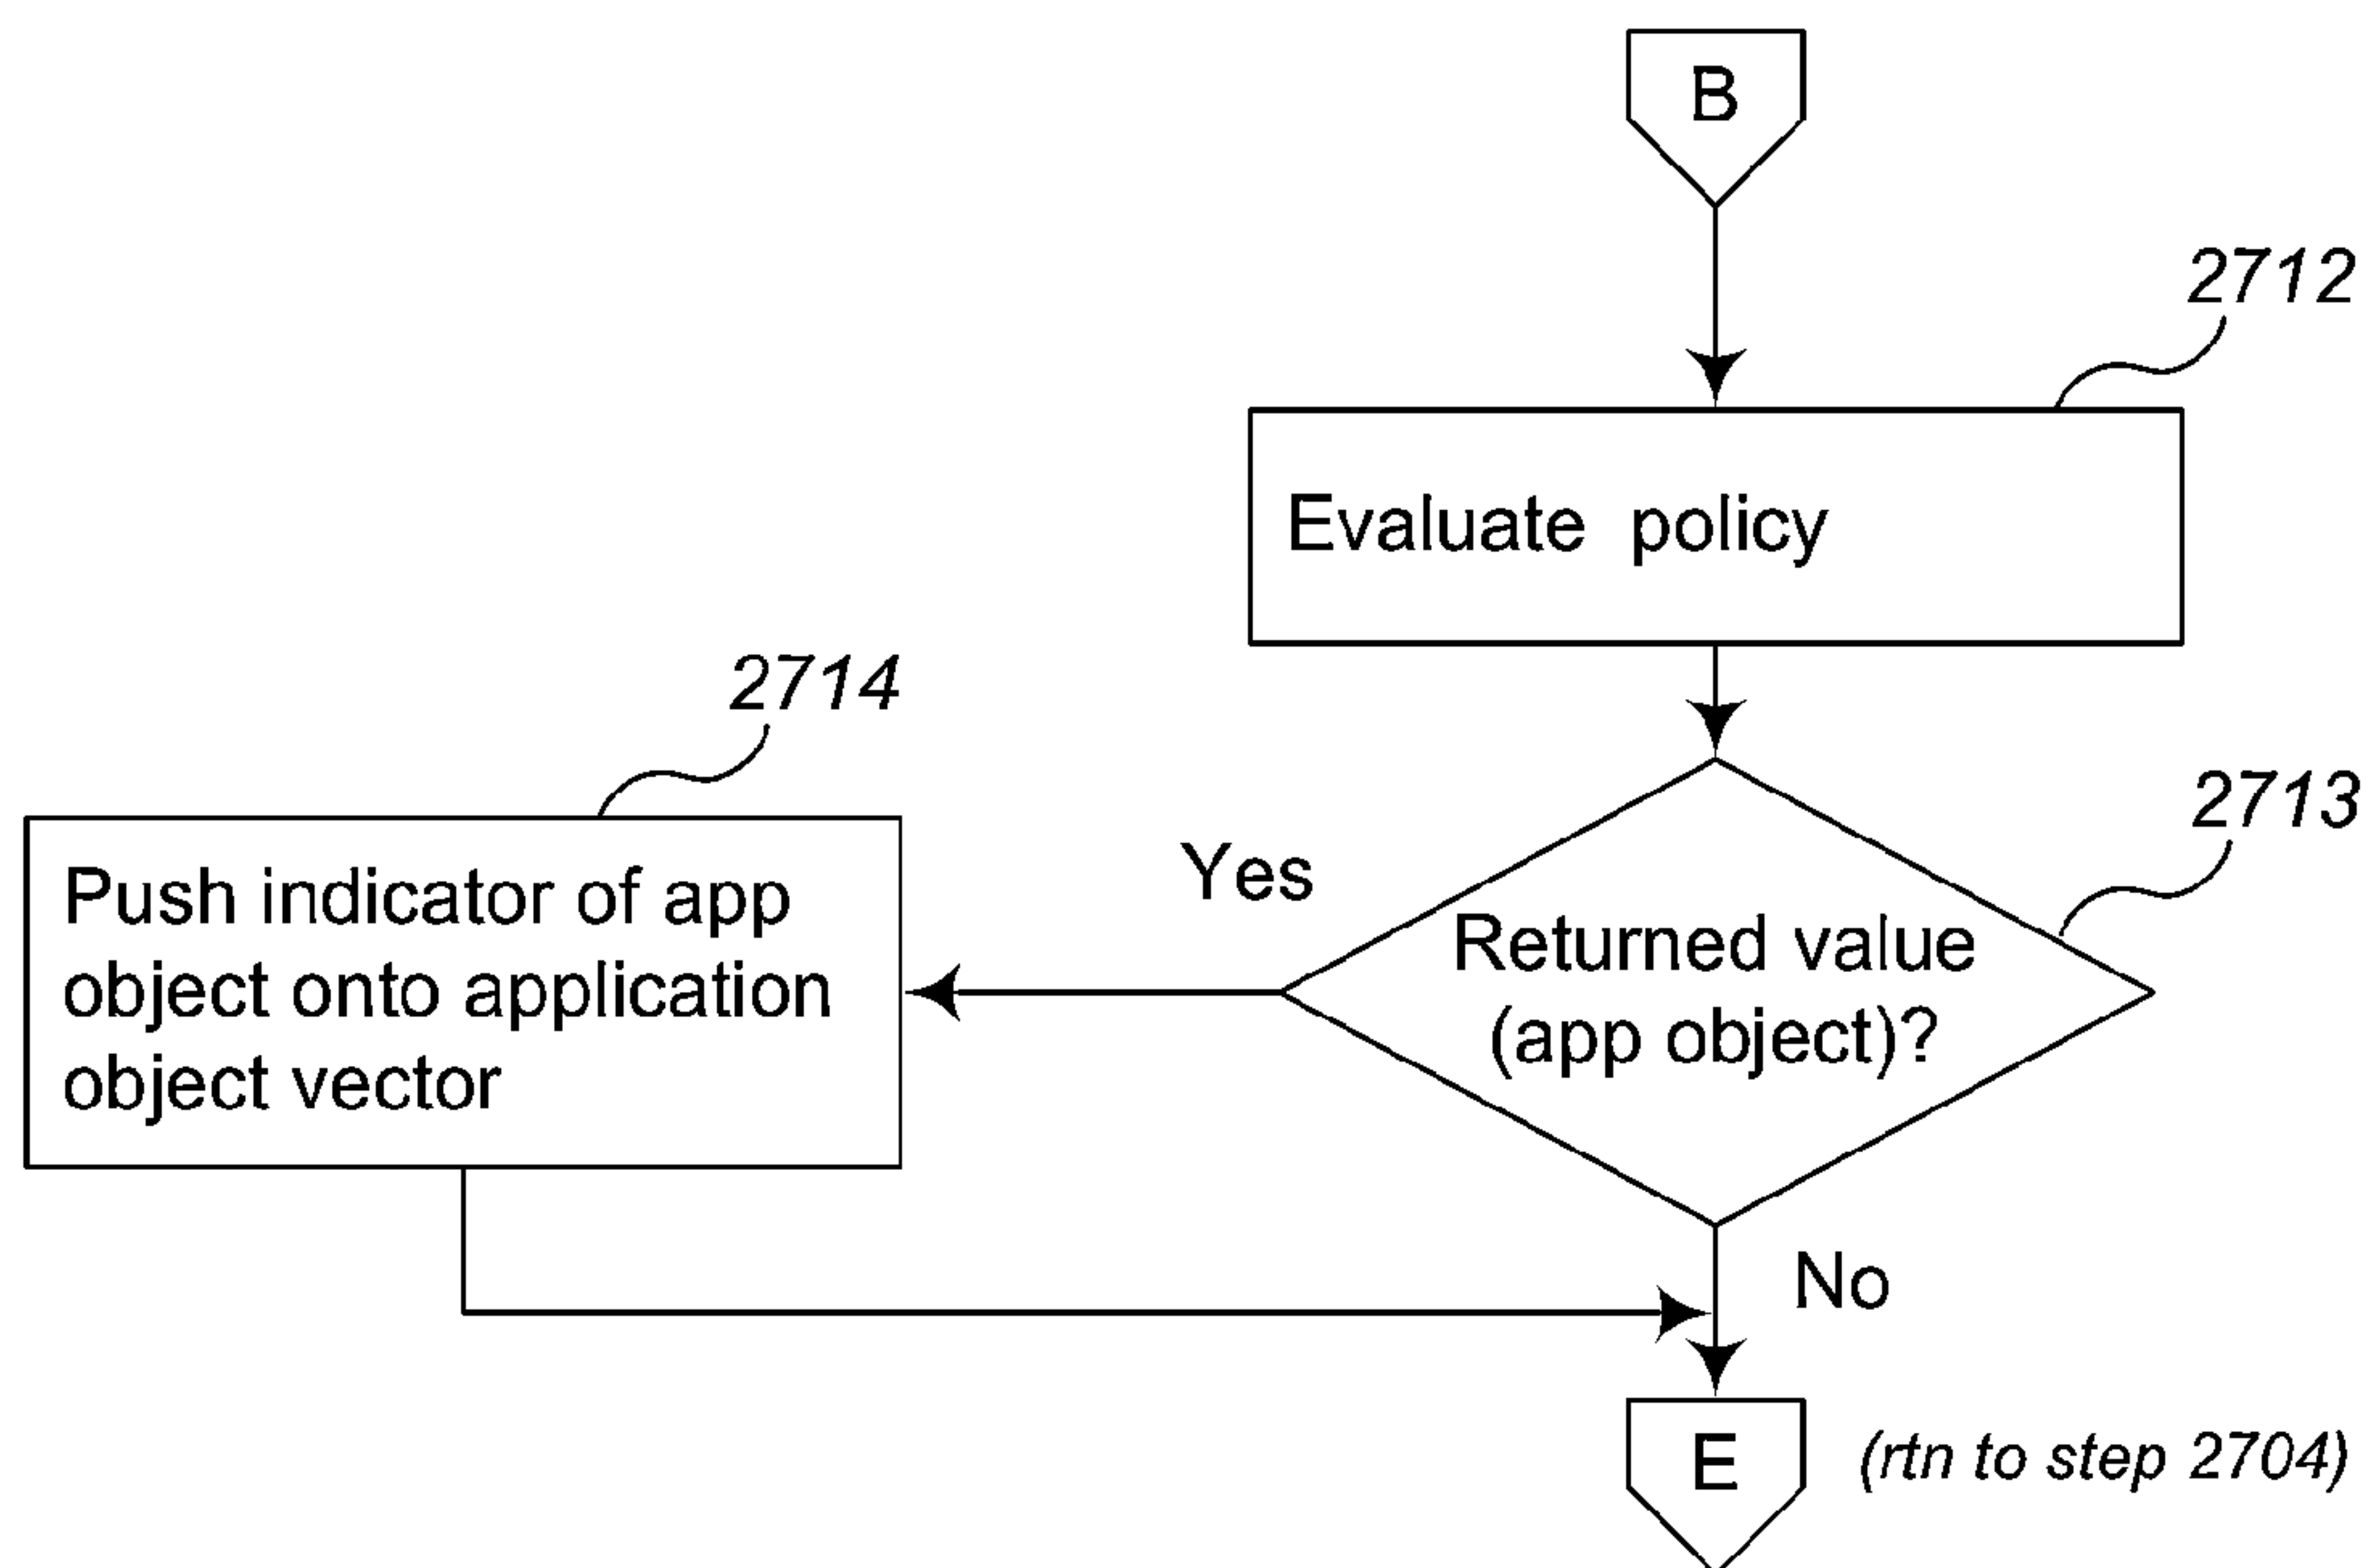 B
2712
Evaluate policy
2714
2713
Yes
Push indicator of app
object onto application
object vector
Returned value
(app object)?
No
E
(rtn to step 2704)